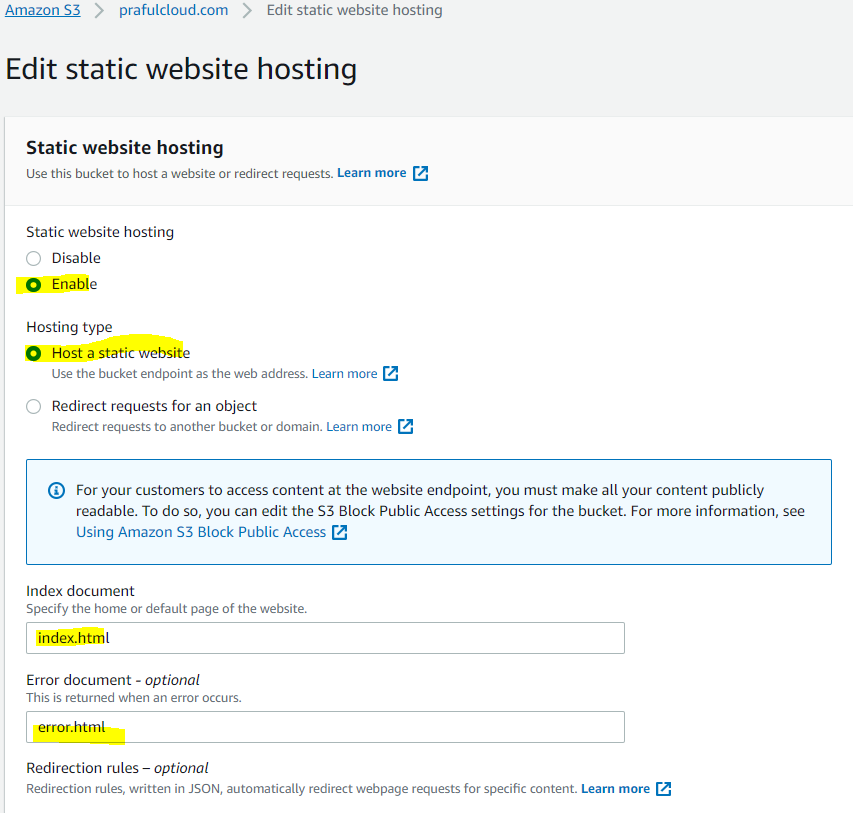 Amazon S3 > prafulcloud.com > Edit static website hosting
Edit static website hosting
Static website hosting
Use this bucket to host a website or redirect requests. Learn more
Static website hosting
Disable
Enable
Hosting type
Host a static website
Use the bucket endpoint as the web address. Learn more
Redirect requests for an object
Redirect requests to another bucket or domain. Learn more
For your customers to access content at the website endpoint, you must make all your content publicly
readable. To do so, you can edit the S3 Block Public Access settings for the bucket. For more information, see
Using Amazon S3 Block Public Access
Index document
Specify the home or default page of the website.
index.html
Error document - optional
This is returned when an error occurs.
error.html
Redirection rules – optional
Redirection rules, written in JSON, automatically redirect webpage requests for specific content. Learn more